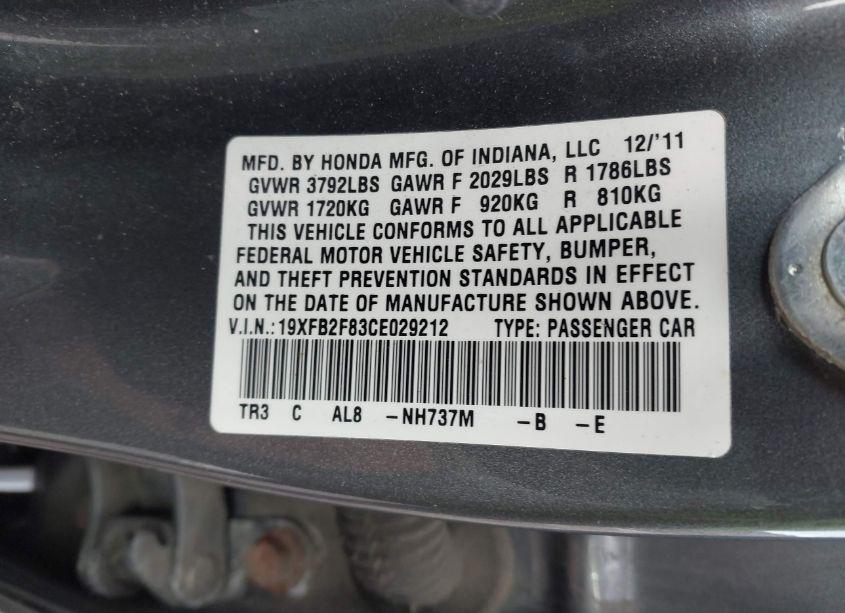 MFD. BY HONDA MFG. OF INDIANA, LLC 12/'11
GVWR 3792LBS GAWR F 2029LBS R 1786LBS
GVWR 1720KG GAWR F 920KG R 810KG
THIS VEHICLE CONFORMS TO ALL APPLICABLE
FEDERAL MOTOR VEHICLE SAFETY, BUMPER,
AND THEFT PREVENTION STANDARDS IN EFFECT
ON THE DATE OF MANUFACTURE SHOWN ABOVE.
V.I.N.:19XFB2F83CE029212 TYPE: PASSENGER CAR
TR3 C AL8 -NH737M -B -E